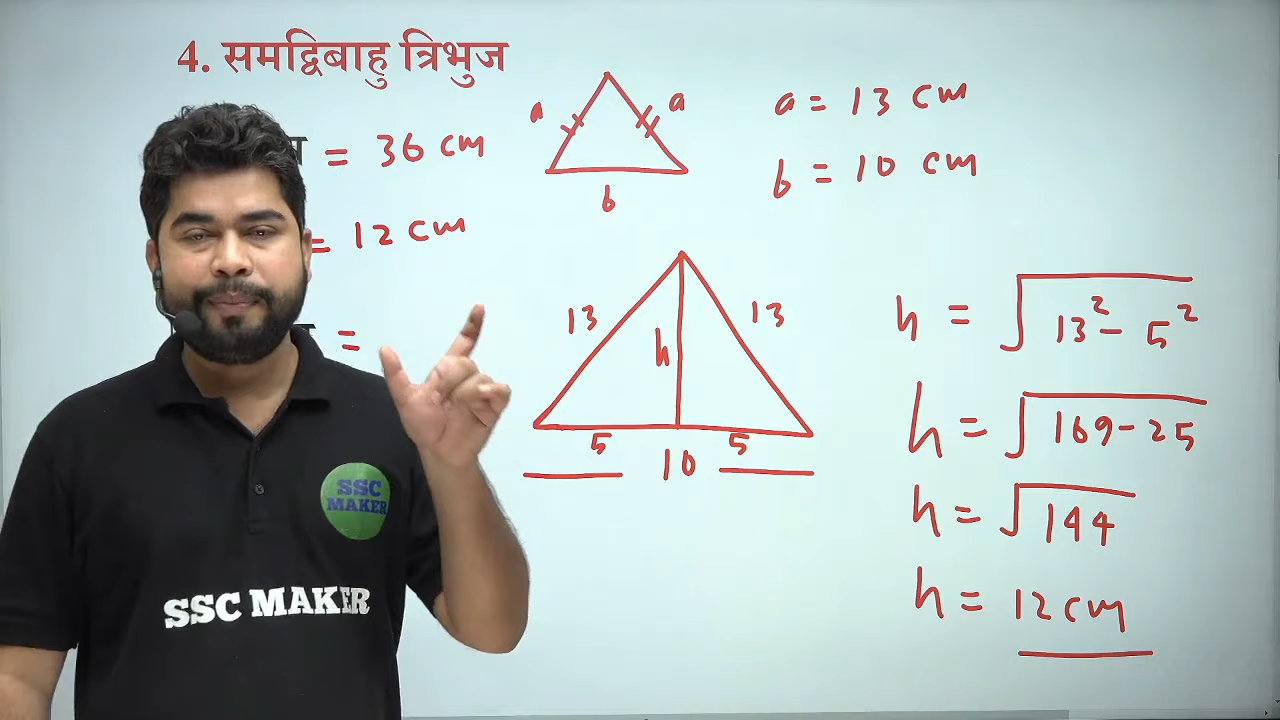 4. समद्विबाहु त्रिभुज
= 36 cm
= 12 cm
=
a a
b
a = 13 cm
b = 10 cm
13 13
h
5 5
10
h = √13² - 5²
h = √169 - 25
h = √144
h = 12 cm
SSC
MAKER
SSC MAKER